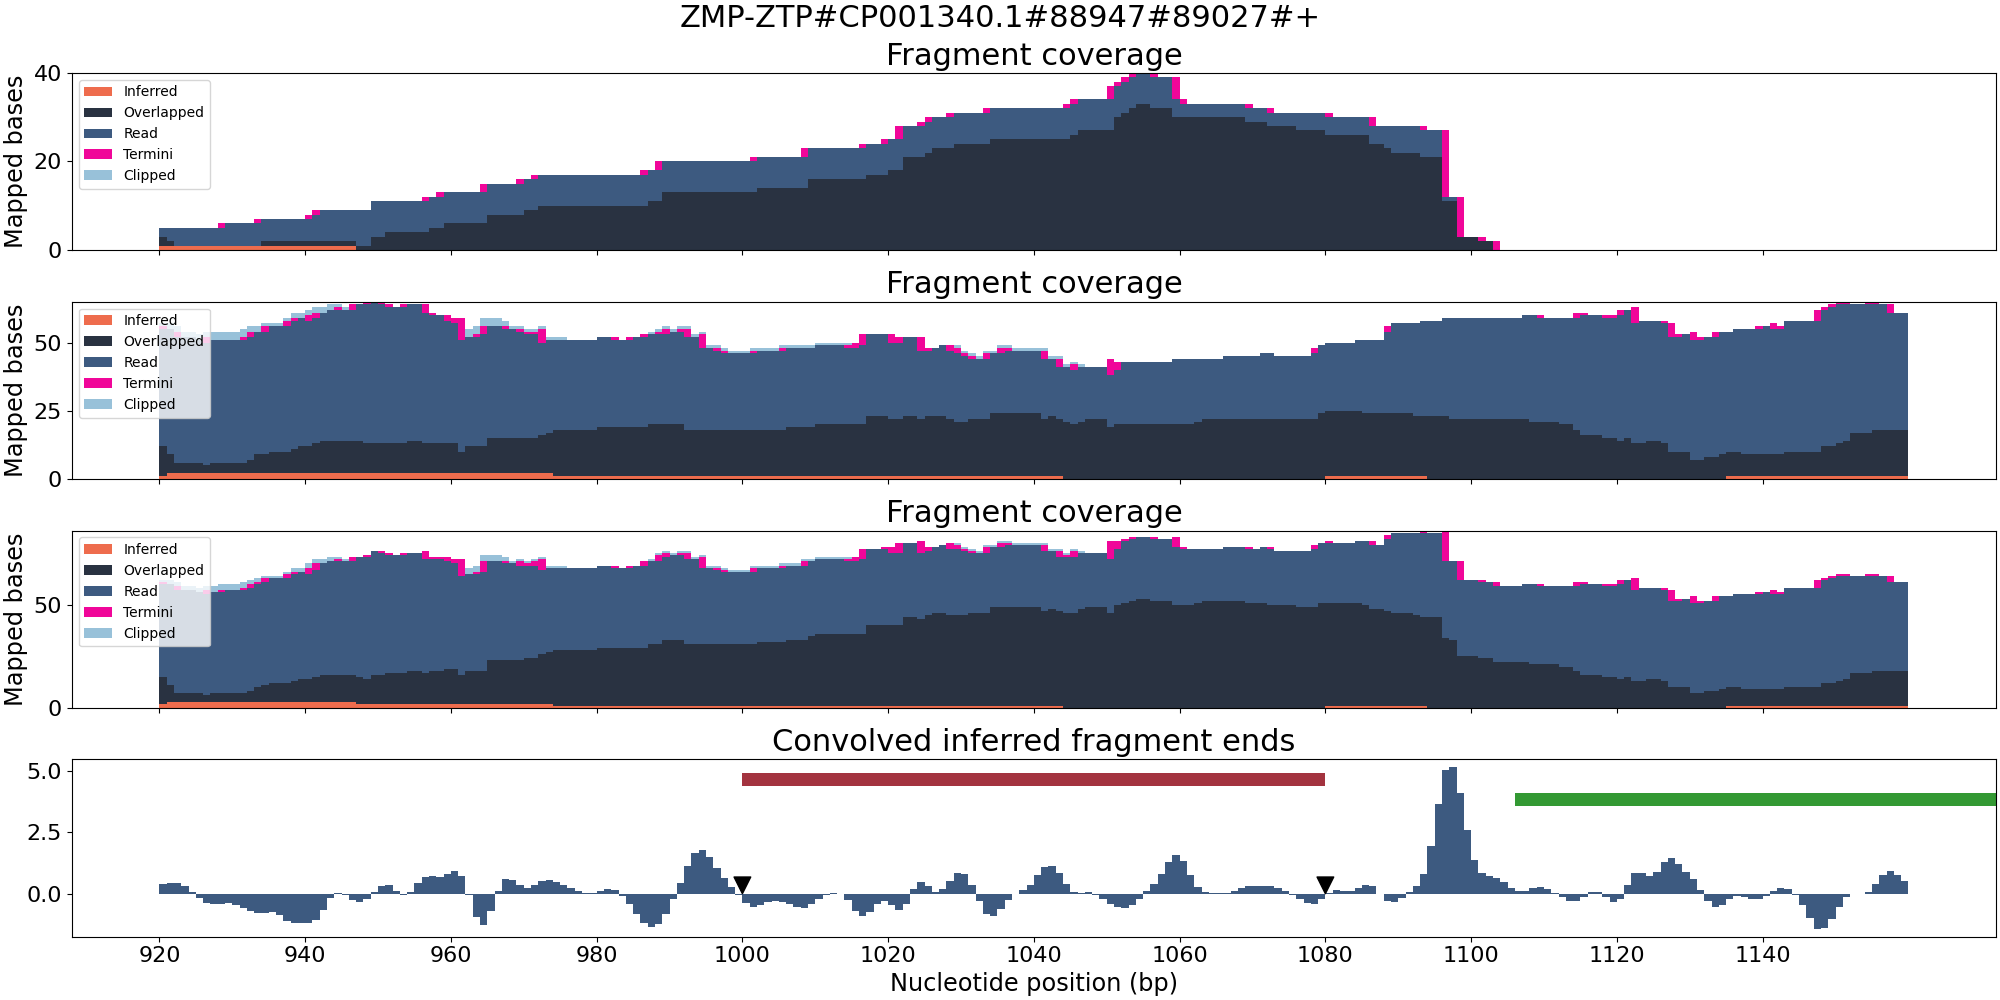 ZMP-ZTP#CP001340.1#88947#89027#+
Fragment coverage
Mapped bases
40
20
0
Inferred
Overlapped
Read
Termini
Clipped
Fragment coverage
Mapped bases
50
25
0
Inferred
Overlapped
Read
Termini
Clipped
Fragment coverage
Mapped bases
50
0
Inferred
Overlapped
Read
Termini
Clipped
Convolved inferred fragment ends
5.0
2.5
0.0
920 940 960 980 1000 1020 1040 1060 1080 1100 1120 1140
Nucleotide position (bp)